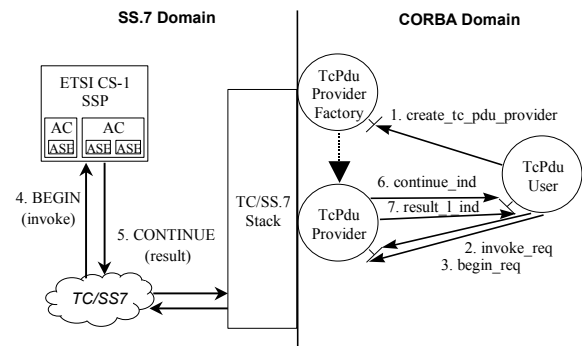 SS.7 Domain
CORBA Domain
ETSI CS-1
SSP
AC
AC
ASE
ASE
ASE
4. BEGIN
(invoke)
5. CONTINUE
(result)
TC/SS7
TC/SS.7
Stack
TcPdu
Provider
Factory
1. create_tc_pdu_provider
TcPdu
User
6. continue_ind
7. result_l_ind
TcPdu
Provider
2. invoke_req
3. begin_req